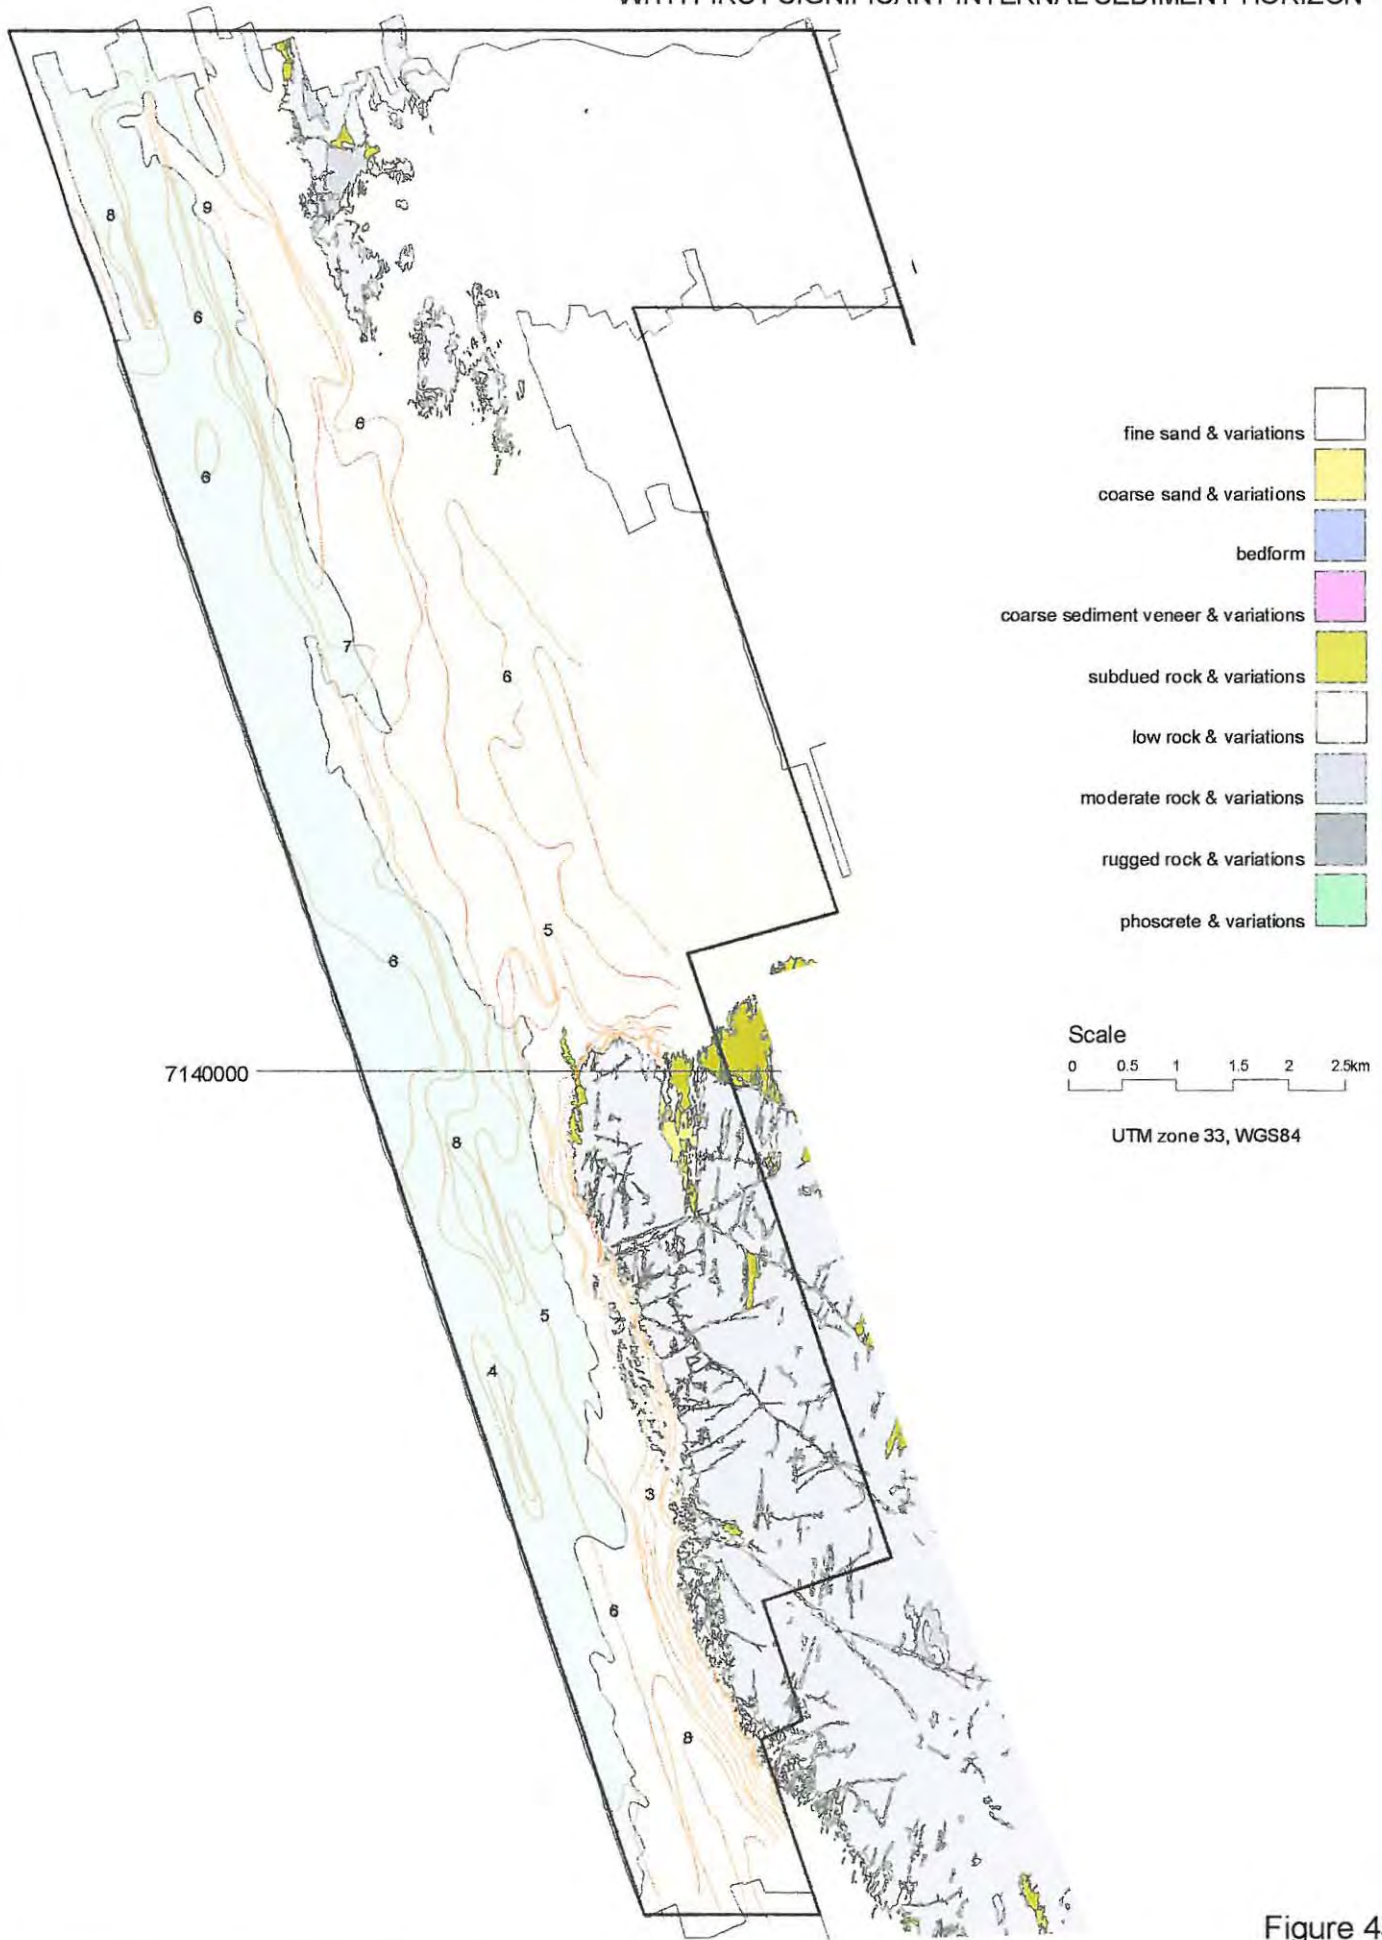 SIGNIFICANT INTERNAL SEDIMENT HORIZON
8
9
6
6
6
6
7
6
5
6
7140000
8
5
4
3
6
8
fine sand & variations
coarse sand & variations
bedform
coarse sediment veneer & variations
subdued rock & variations
low rock & variations
moderate rock & variations
rugged rock & variations
phoscrete & variations
Scale
0 0.5 1 1.5 2 2.5km
UTM zone 33, WGS84
Figure 4